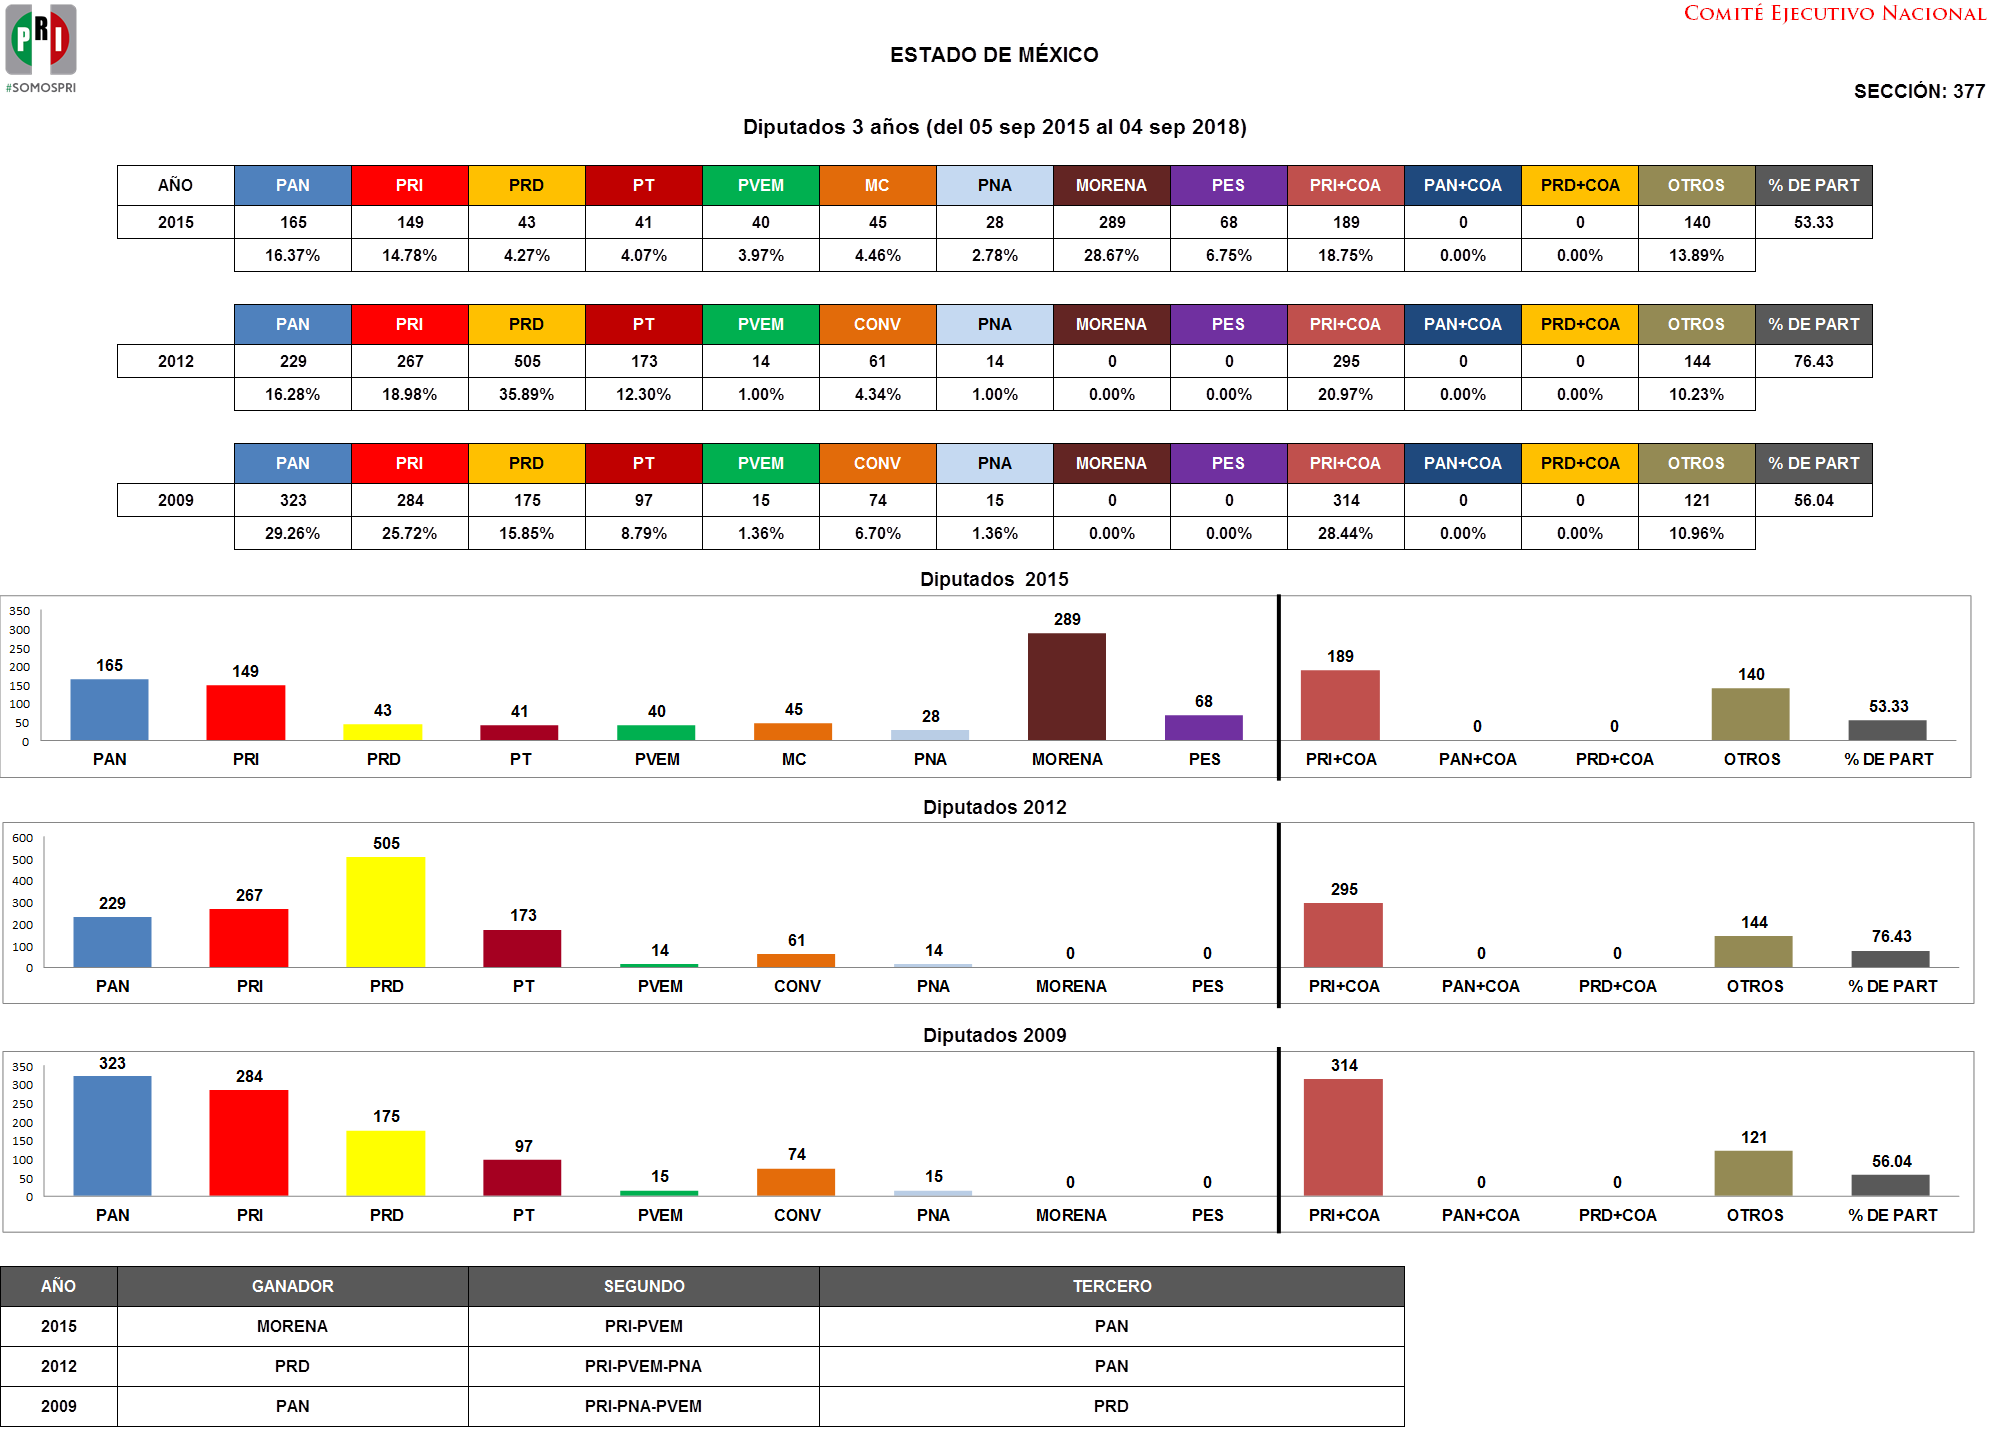 PRI
#SOMOSPRI
COMITÉ EJECUTIVO NACIONAL
ESTADO DE MÉXICO
SECCIÓN: 377
Diputados 3 años (del 05 sep 2015 al 04 sep 2018)
AÑO PAN PRI PRD PT PVEM MC PNA MORENA PES PRI+COA PAN+COA PRD+COA OTROS % DE PART
2015 165 149 43 41 40 45 28 289 68 189 0 0 140 53.33
16.37% 14.78% 4.27% 4.07% 3.97% 4.46% 2.78% 28.67% 6.75% 18.75% 0.00% 0.00% 13.89%
PAN PRI PRD PT PVEM CONV PNA MORENA PES PRI+COA PAN+COA PRD+COA OTROS % DE PART
2012 229 267 505 173 14 61 14 0 0 295 0 0 144 76.43
16.28% 18.98% 35.89% 12.30% 1.00% 4.34% 1.00% 0.00% 0.00% 20.97% 0.00% 0.00% 10.23%
PAN PRI PRD PT PVEM CONV PNA MORENA PES PRI+COA PAN+COA PRD+COA OTROS % DE PART
2009 323 284 175 97 15 74 15 0 0 314 0 0 121 56.04
29.26% 25.72% 15.85% 8.79% 1.36% 6.70% 1.36% 0.00% 0.00% 28.44% 0.00% 0.00% 10.96%
Diputados 2015
350
300
250
200
150
100
50
0
165 149 43 41 40 45 28 289 68 189 0 0 140 53.33
PAN PRI PRD PT PVEM MC PNA MORENA PES PRI+COA PAN+COA PRD+COA OTROS % DE PART
Diputados 2012
600
500
400
300
200
100
0
229 267 505 173 14 61 14 0 0 295 0 0 144 76.43
PAN PRI PRD PT PVEM CONV PNA MORENA PES PRI+COA PAN+COA PRD+COA OTROS % DE PART
Diputados 2009
350
300
250
200
150
100
50
0
323 284 175 97 15 74 15 0 0 314 0 0 121 56.04
PAN PRI PRD PT PVEM CONV PNA MORENA PES PRI+COA PAN+COA PRD+COA OTROS % DE PART
AÑO GANADOR SEGUNDO TERCERO
2015 MORENA PRI-PVEM PAN
2012 PRD PRI-PVEM-PNA PAN
2009 PAN PRI-PNA-PVEM PRD